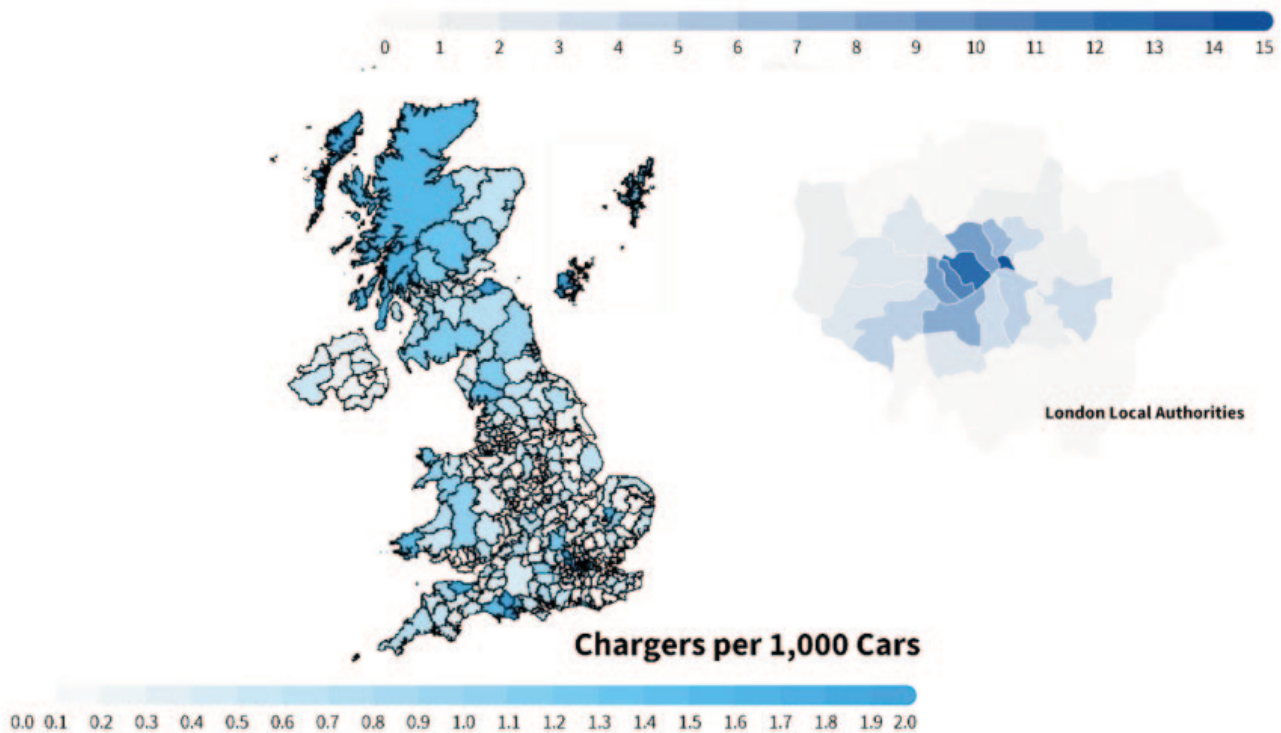 0 1 2 3 4 5 6 7 8 9 10 11 12 13 14 15
London Local Authorities
Chargers per 1,000 Cars
0.0 0.1 0.2 0.3 0.4 0.5 0.6 0.7 0.8 0.9 1.0 1.1 1.2 1.3 1.4 1.5 1.6 1.7 1.8 1.9 2.0